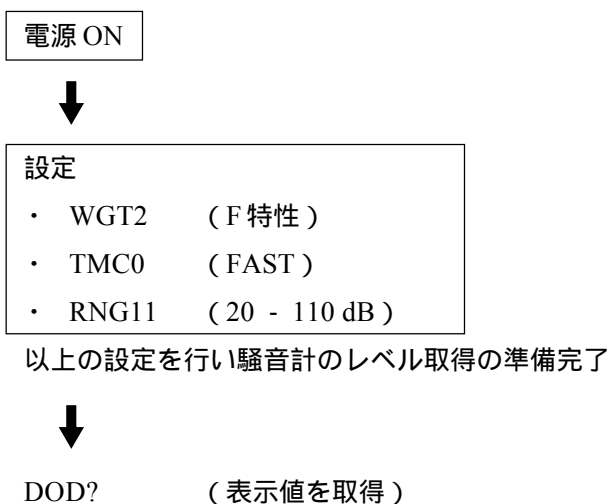 電源 ON
設定
・ WGT2 ( F 特性 )
・ TMC0 ( FAST )
・ RNG11 ( 20 - 110 dB )
以上の設定を行い騒音計のレベル取得の準備完了
DOD? ( 表示値を取得 )